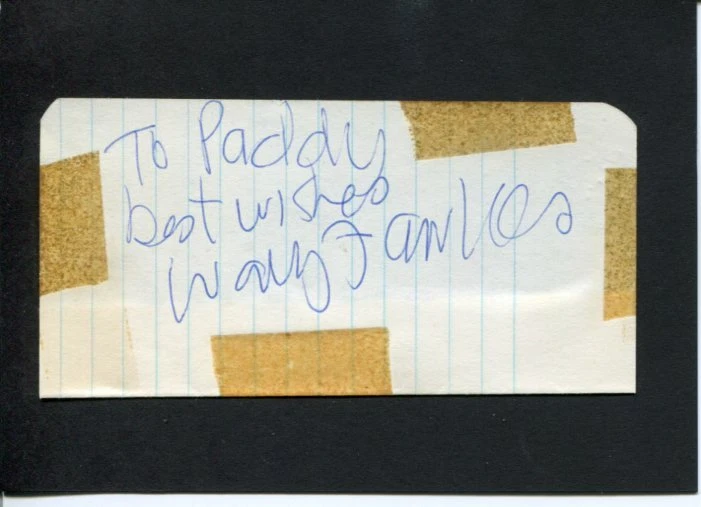 To Paddy
best wishes
Wally Fawkes